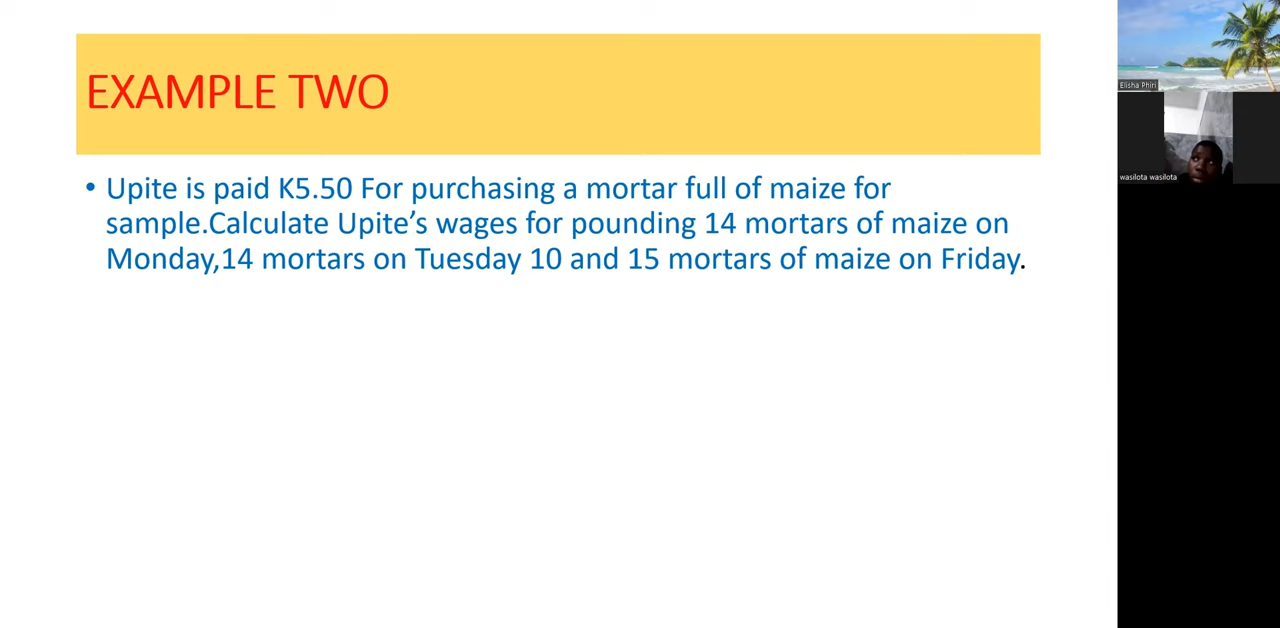 EXAMPLE TWO
• Upite is paid K5.50 For purchasing a mortar full of maize for
sample.Calculate Upite’s wages for pounding 14 mortars of maize on
Monday,14 mortars on Tuesday 10 and 15 mortars of maize on Friday.
Elisha Phiri
wasilota wasilota